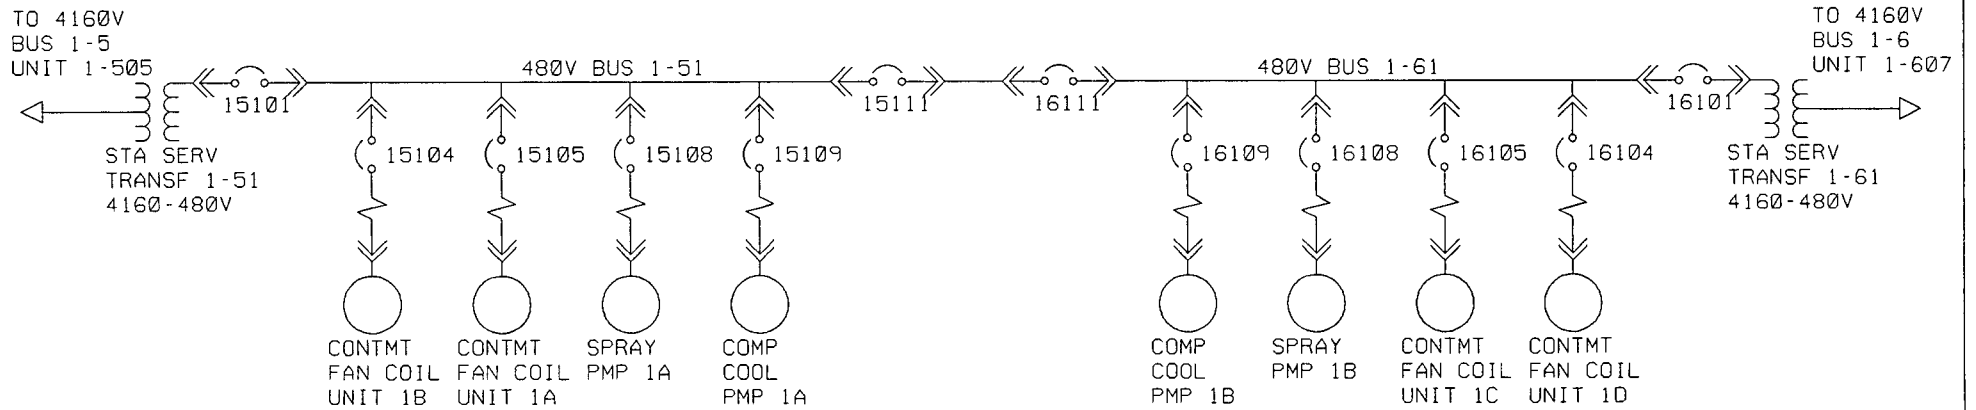 TO 4160V
BUS 1-5
UNIT 1-505
TO 4160V
BUS 1-6
UNIT 1-607
480V BUS 1-51
480V BUS 1-61
15101
15111
16111
16101
STA SERV
TRANSF 1-51
4160-480V
15104
15105
15108
15109
16109
16108
16105
16104
STA SERV
TRANSF 1-61
4160-480V
CONTMT
FAN COIL
UNIT 1B
CONTMT
FAN COIL
UNIT 1A
SPRAY
PMP 1A
COMP
COOL
PMP 1A
COMP
COOL
PMP 1B
SPRAY
PMP 1B
CONTMT
FAN COIL
UNIT 1C
CONTMT
FAN COIL
UNIT 1D